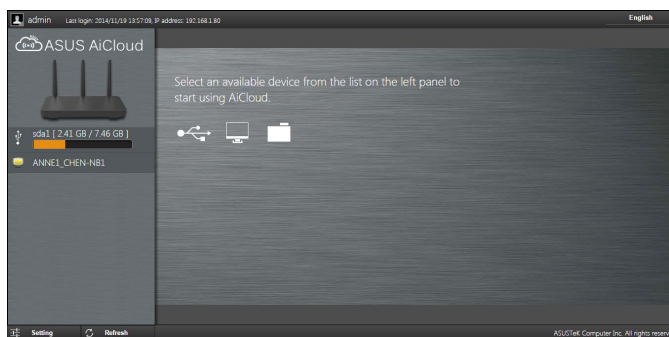 admin Last login: 2014/11/19 13:57:09, IP address: 192.168.1.80
English
ASUS AiCloud
Select an available device from the list on the left panel to
start using AiCloud.
sda1 [ 2.41 GB / 7.46 GB ]
ANNE1_CHEN-NB1
Setting Refresh
ASUSTeK Computer Inc. All rights reserv